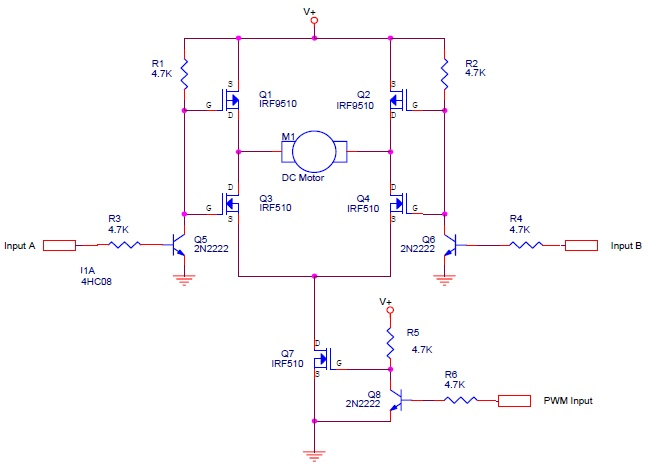 V+
R1
4.7K
R2
4.7K
S
S
Q1
IRF9510
Q2
IRF9510
G
G
D
D
M1
DC Motor
D
D
Q3
IRF510
Q4
IRF510
G
G
S
S
R3
4.7K
R4
4.7K
Input A
Q5
2N2222
Q6
2N2222
Input B
I1A
4HC08
V+
R5
4.7K
D
Q7
IRF510
G
S
R6
4.7K
Q8
2N2222
PWM Input